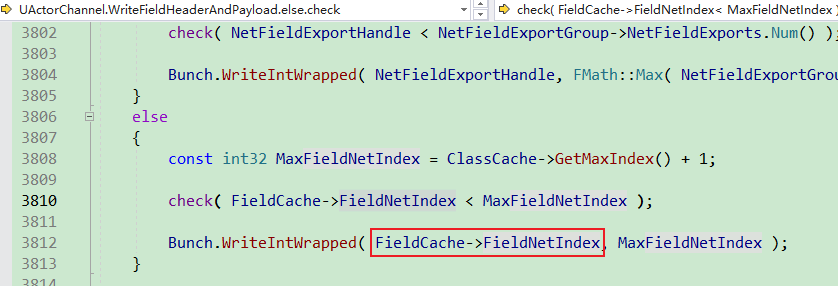 UActorChannel.WriteFieldHeaderAndPayload.else.check
check( FieldCache->FieldNetIndex< MaxFieldNetIndex )
3802 check( NetFieldExportHandle < NetFieldExportGroup->NetFieldExports.Num() );
3803
3804 Bunch.WriteIntWrapped( NetFieldExportHandle, FMath::Max( NetFieldExportGrou
3805 }
3806 else
3807 {
3808 const int32 MaxFieldNetIndex = ClassCache->GetMaxIndex() + 1;
3809
3810 check( FieldCache->FieldNetIndex < MaxFieldNetIndex );
3811
3812 Bunch.WriteIntWrapped( FieldCache->FieldNetIndex, MaxFieldNetIndex );
3813 }
3814